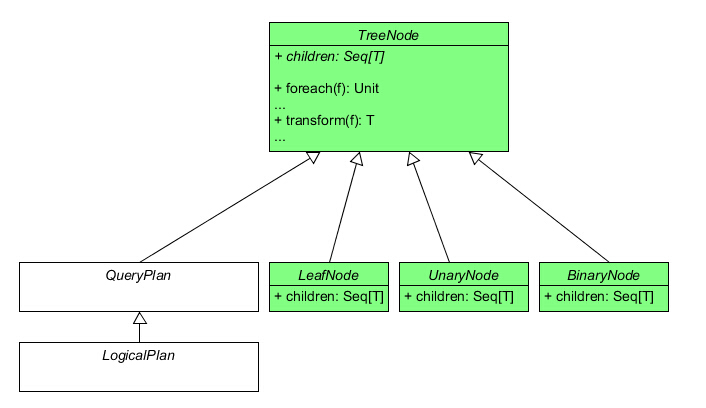 TreeNode
+ children: Seq[T]
+ foreach(f): Unit
...
+ transform(f): T
...
QueryPlan
LeafNode
+ children: Seq[T]
UnaryNode
+ children: Seq[T]
BinaryNode
+ children: Seq[T]
LogicalPlan